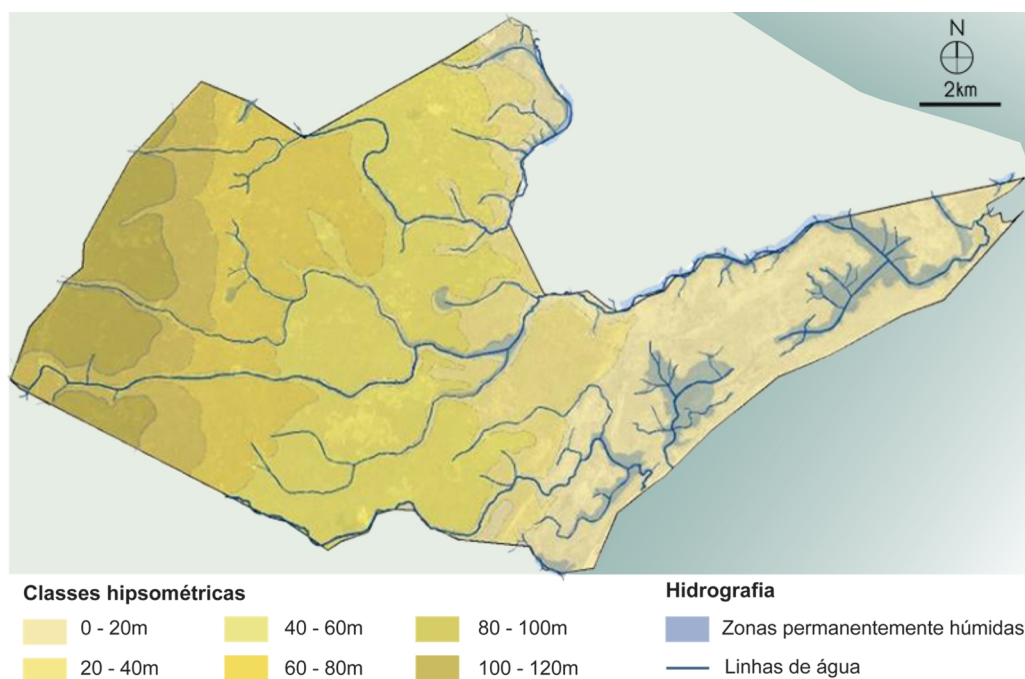 N
2km
Classes hipsométricas
0 - 20m
20 - 40m
40 - 60m
60 - 80m
80 - 100m
100 - 120m
Hidrografia
Zonas permanentemente húmidas
Linhas de água